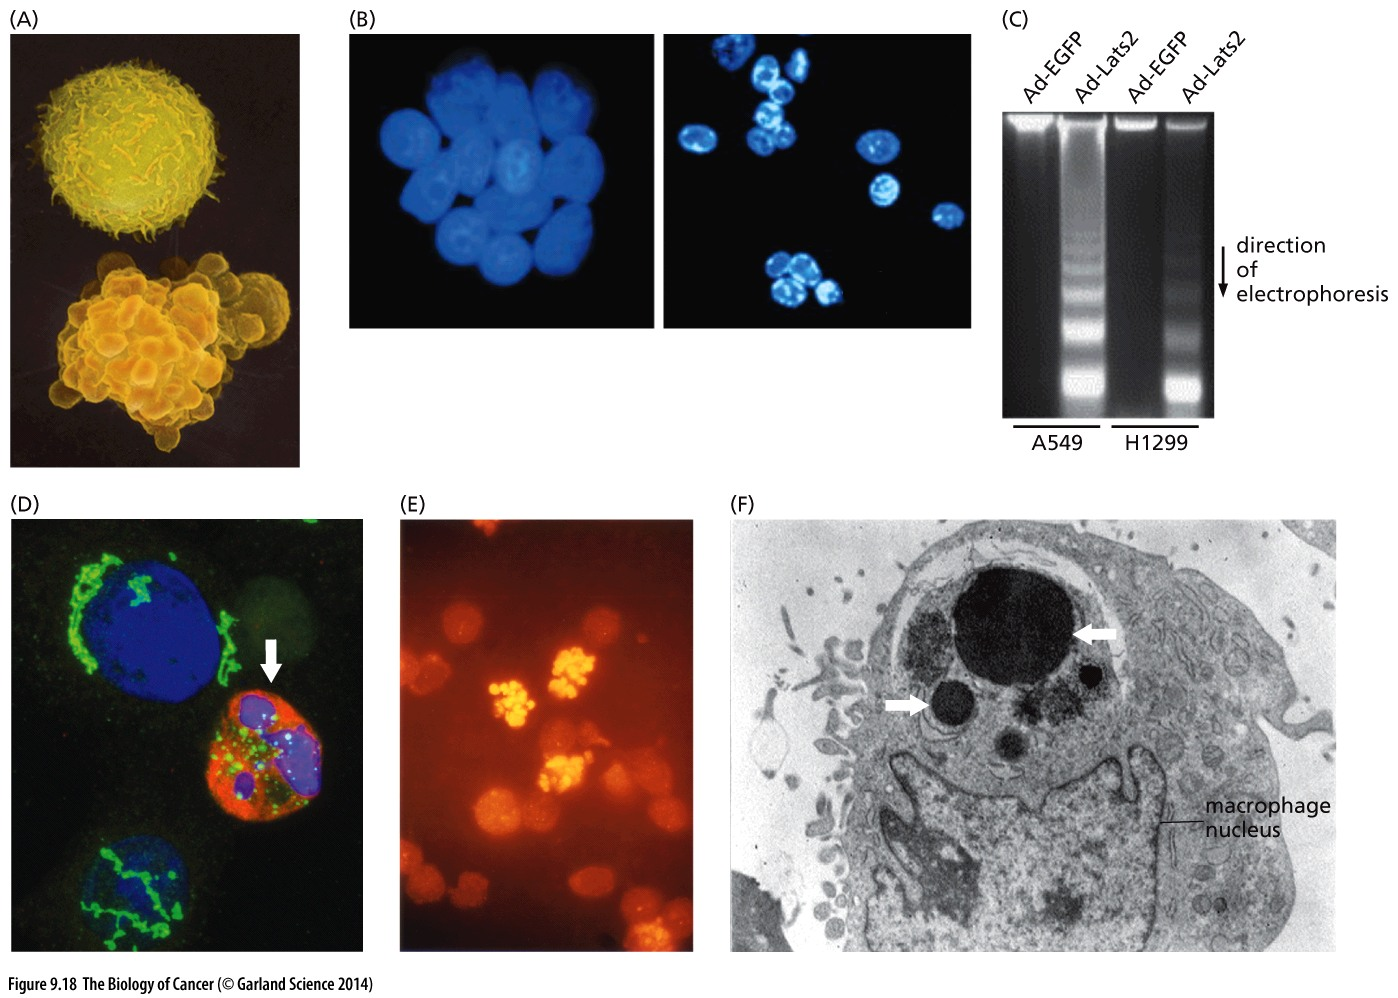 (A)
(B)
(C)
Ad-EGFP
Ad-Lats2
Ad-EGFP
Ad-Lats2
direction
of
electrophoresis
A549
H1299
(D)
(E)
(F)
macrophage
nucleus
Figure 9.18 The Biology of Cancer (© Garland Science 2014)